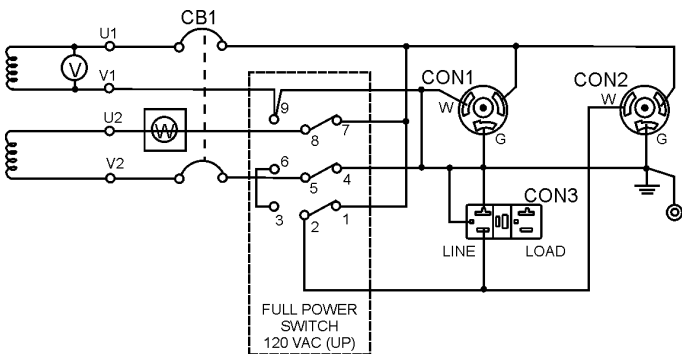 CB1
U1
V
V1
CON1
CON2
W
W
9
G
G
U2
W
8
7
V2
6
5
4
3
2
1
CON3
LINE
LOAD
FULL POWER
SWITCH
120 VAC (UP)